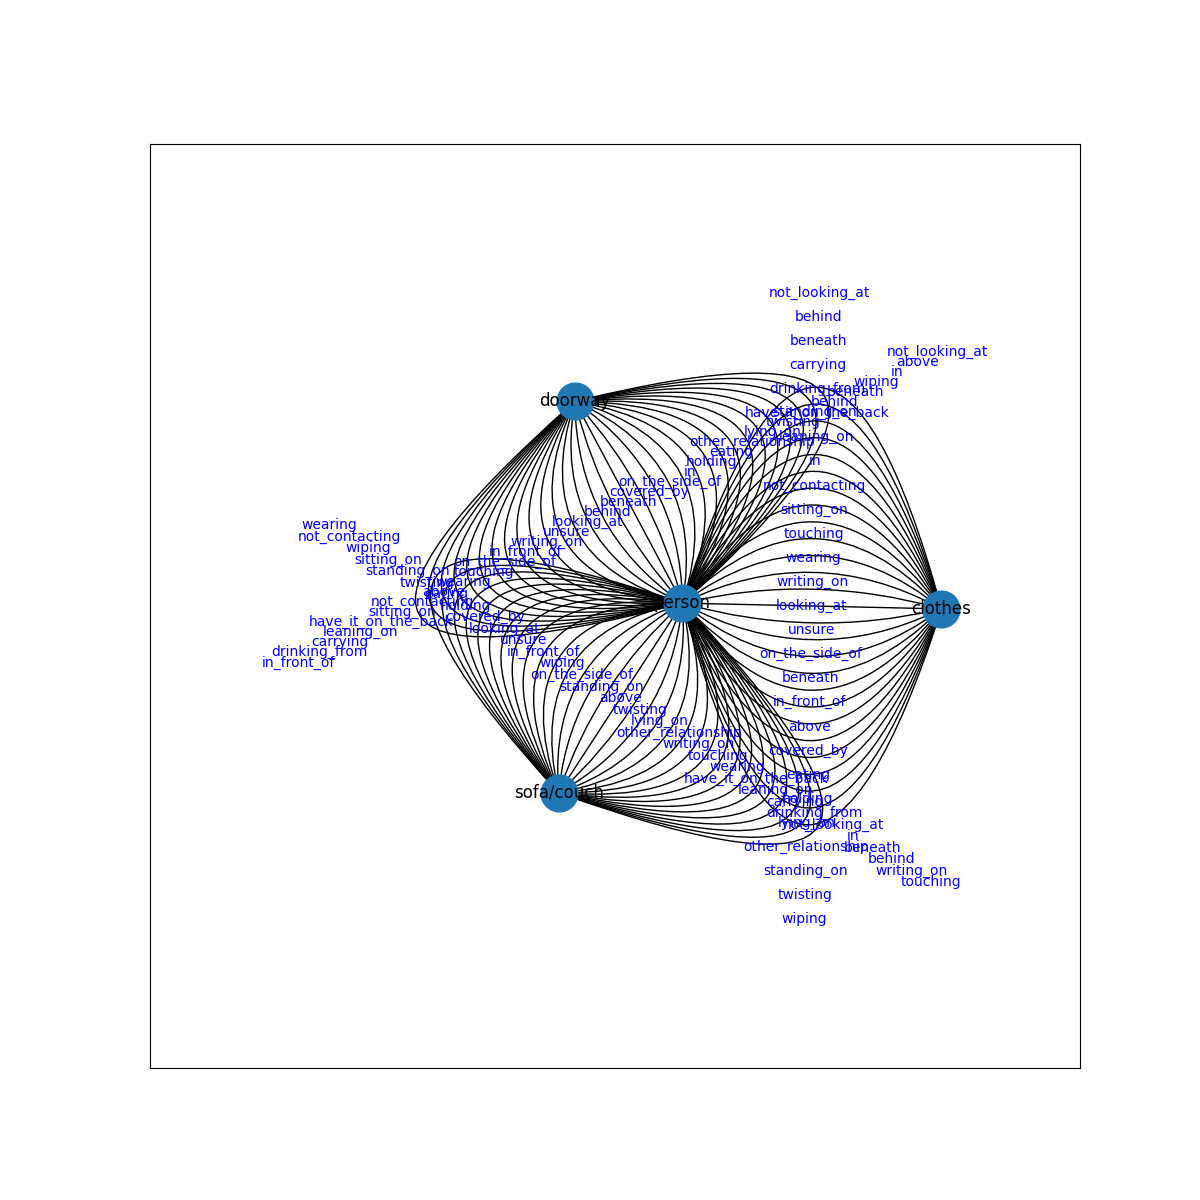 not_looking_at
behind
beneath
not_looking_at
above
carrying
in
wiping
drinking_from
beneath
doorway
behind
have_it_on_the_back
standing_on
twisting
lying_on
leaning_on
other_relationship
eating
in
holding
in
on_the_side_of
not_contacting
covered_by
beneath
sitting_on
behind
looking_at
wearing
unsure
touching
not_contacting
writing_on
wiping
in_front_of
wearing
sitting_on
on_the_side_of
standing_on
touching
twisting
wearing
writing_on
above
eating
not_contacting
person
holding
looking_at
clothes
sitting_on
covered_by
have_it_on_the_back
looking_at
unsure
leaning_on
unsure
carrying
drinking_from
in_front_of
on_the_side_of
in_front_of
wiping
on_the_side_of
beneath
standing_on
above
in_front_of
twisting
lying_on
above
other_relationship
writing_on
covered_by
touching
wearing
eating
have_it_on_the_back
leaning_on
sofa/couch
carrying
holding
drinking_from
lying_on
not_looking_at
in
other_relationship
beneath
behind
standing_on
writing_on
touching
twisting
wiping